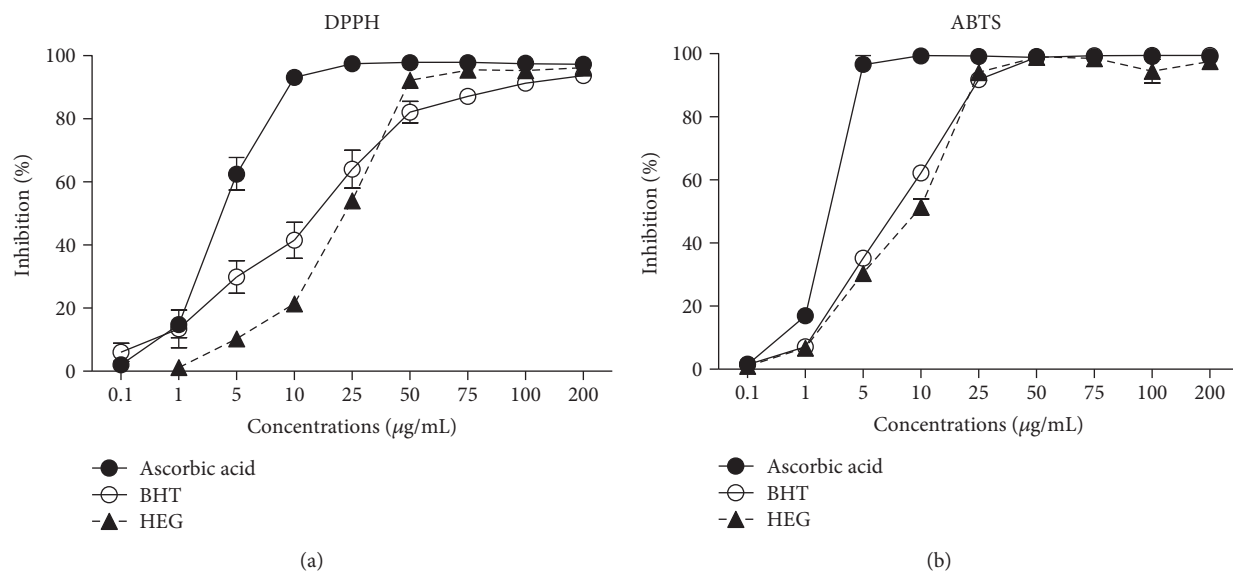 DPPH
100
80
60
40
20
0
Inhibition (%)
0.1 1 5 10 25 50 75 100 200
Concentrations (μg/mL)
Ascorbic acid
BHT
HEG
(a)
ABTS
100
80
60
40
20
0
Inhibition (%)
0.1 1 5 10 25 50 75 100 200
Concentrations (μg/mL)
Ascorbic acid
BHT
HEG
(b)